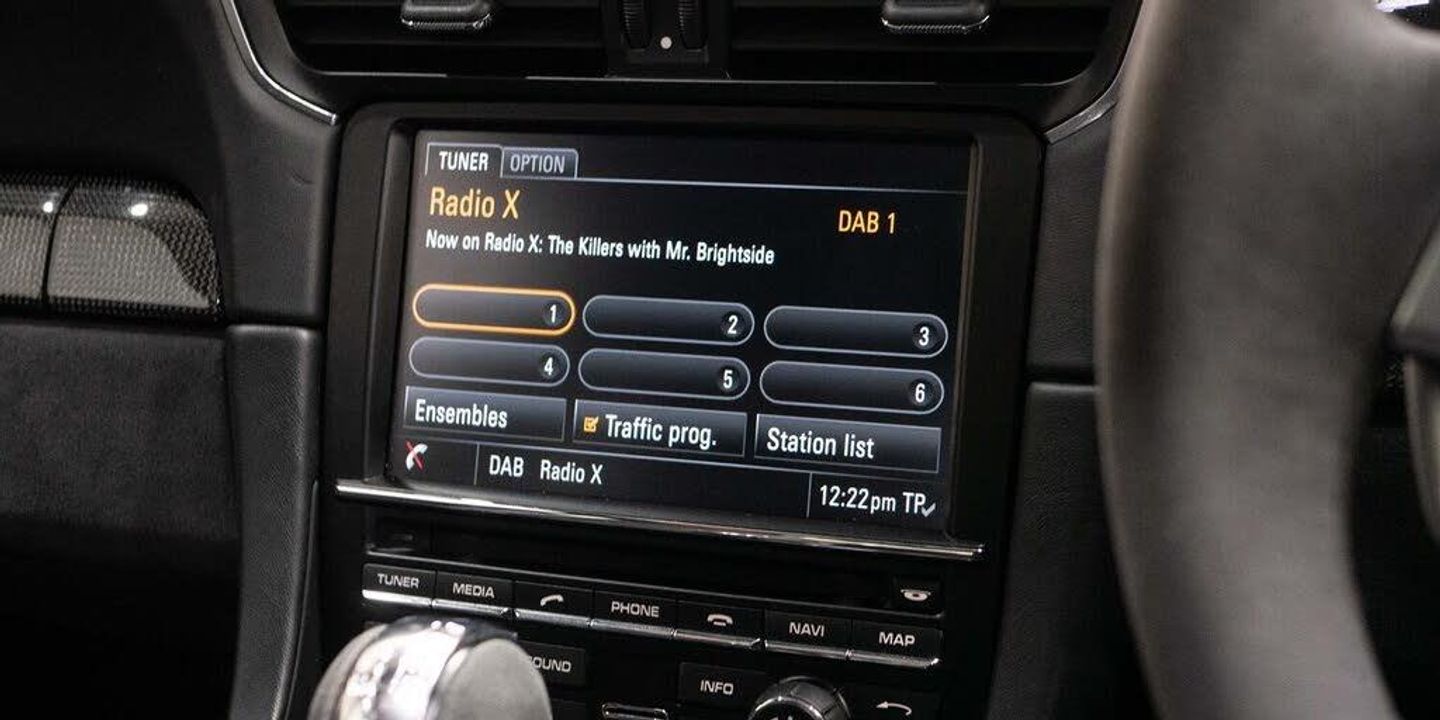 TUNER OPTION
Radio X
DAB 1
Now on Radio X: The Killers with Mr. Brightside
1 2 3
4 5 6
Ensembles Traffic prog. Station list
DAB Radio X 12:22pm TP
TUNER MEDIA PHONE NAVI MAP
OUND INFO